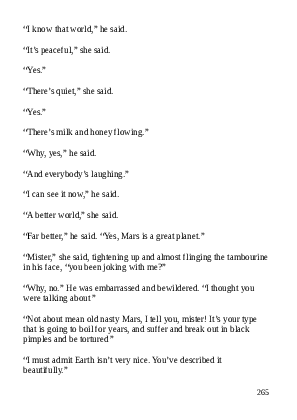 “I know that world,” he said.
“It’s peaceful,” she said.
“Yes.”
“There’s quiet,” she said.
“Yes.”
“There’s milk and honey flowing.”
“Why, yes,” he said.
“And everybody’s laughing.”
“I can see it now,” he said.
“A better world,” she said.
“Far better,” he said. “Yes, Mars is a great planet.”
“Mister,” she said, tightening up and almost flinging the tambourine
in his face, “you been joking with me?”
“Why, no.” He was embarrassed and bewildered. “I thought you
were talking about”
“Not about mean old nasty Mars, I tell you, mister! It’s your type
that is going to boil for years, and suffer and break out in black
pimples and be tortured”
“I must admit Earth isn’t very nice. You’ve described it
beautifully.”
265